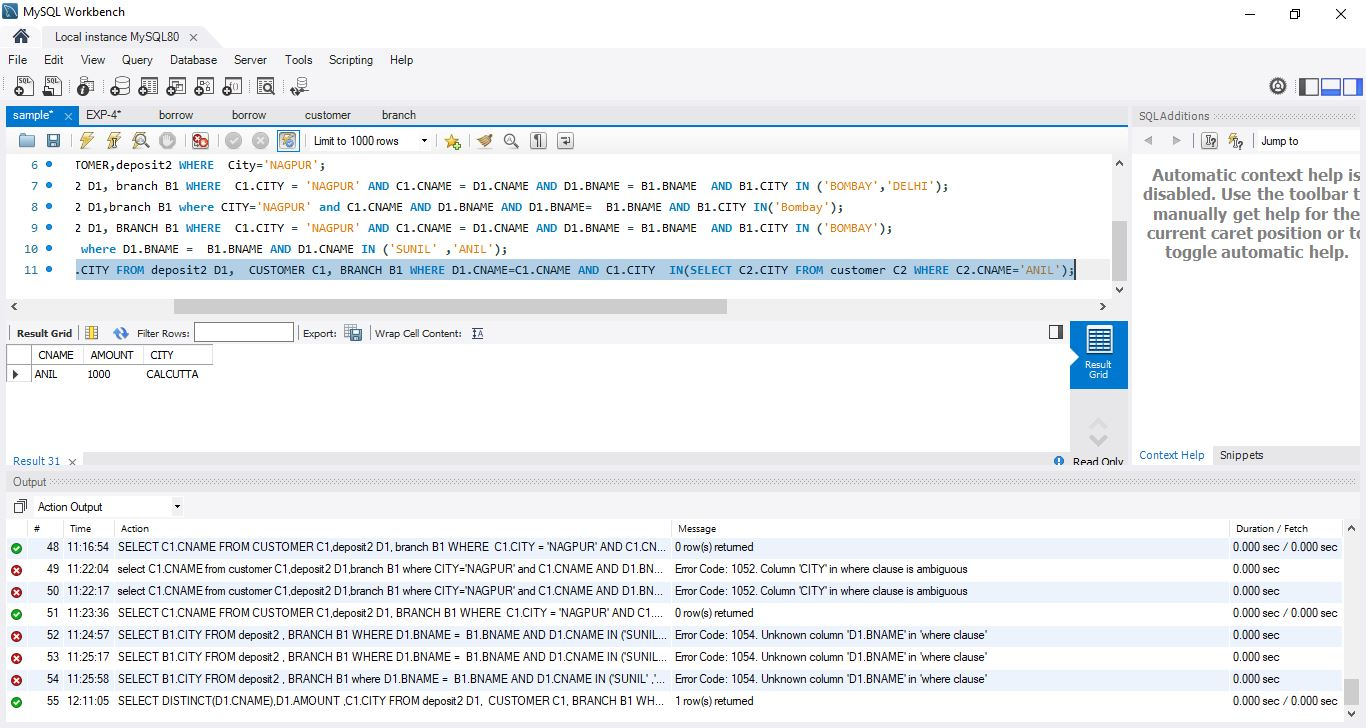 MySQL Workbench
Local instance MySQL80
File Edit View Query Database Server Tools Scripting Help
sample* EXP-4* borrow borrow customer branch
SQLAdditions
Limit to 1000 rows
Jump to
6 TOMER,deposit2 WHERE City='NAGPUR';
7 2 D1, branch B1 WHERE C1.CITY = 'NAGPUR' AND C1.CNAME = D1.CNAME AND D1.BNAME = B1.BNAME AND B1.CITY IN ('BOMBAY','DELHI');
8 2 D1,branch B1 where CITY='NAGPUR' and C1.CNAME AND D1.BNAME AND D1.BNAME= B1.BNAME AND B1.CITY IN('Bombay');
9 2 D1, BRANCH B1 WHERE C1.CITY = 'NAGPUR' AND C1.CNAME = D1.CNAME AND D1.BNAME = B1.BNAME AND B1.CITY IN ('BOMBAY');
10 where D1.BNAME = B1.BNAME AND D1.CNAME IN ('SUNIL' ,'ANIL');
11 .CITY FROM deposit2 D1, CUSTOMER C1, BRANCH B1 WHERE D1.CNAME=C1.CNAME AND C1.CITY IN(SELECT C2.CITY FROM customer C2 WHERE C2.CNAME='ANIL');
Automatic context help is
disabled. Use the toolbar t
manually get help for the
current caret position or to
toggle automatic help.
Result Grid Filter Rows: Export: Wrap Cell Content:
CNAME AMOUNT CITY
ANIL 1000 CALCUTTA
Result
Grid
Result 31
Read Only
Context Help Snippets
Output
Action Output
# Time Action Message Duration / Fetch
48 11:16:54 SELECT C1.CNAME FROM CUSTOMER C1,deposit2 D1, branch B1 WHERE C1.CITY = 'NAGPUR' AND C1.CN... 0 row(s) returned 0.000 sec / 0.000 sec
49 11:22:04 select C1.CNAME from customer C1,deposit2 D1,branch B1 where CITY='NAGPUR' and C1.CNAME AND D1.BN... Error Code: 1052. Column 'CITY' in where clause is ambiguous 0.000 sec
50 11:22:17 select C1.CNAME from customer C1,deposit2 D1,branch B1 where CITY='NAGPUR' and C1.CNAME AND D1.BN... Error Code: 1052. Column 'CITY' in where clause is ambiguous 0.000 sec
51 11:23:36 SELECT C1.CNAME FROM CUSTOMER C1,deposit2 D1, BRANCH B1 WHERE C1.CITY = 'NAGPUR' AND C1.... 0 row(s) returned 0.000 sec / 0.000 sec
52 11:24:57 SELECT B1.CITY FROM deposit2 , BRANCH B1 WHERE D1.BNAME = B1.BNAME AND D1.CNAME IN ('SUNIL... Error Code: 1054. Unknown column 'D1.BNAME' in 'where clause' 0.000 sec
53 11:25:17 SELECT B1.CITY FROM deposit2 , BRANCH B1 WHERE D1.BNAME = B1.BNAME AND D1.CNAME IN ('SUNIL... Error Code: 1054. Unknown column 'D1.BNAME' in 'where clause' 0.000 sec
54 11:25:58 SELECT B1.CITY FROM deposit2 , BRANCH B1 where D1.BNAME = B1.BNAME AND D1.CNAME IN ('SUNIL' ,'... Error Code: 1054. Unknown column 'D1.BNAME' in 'where clause' 0.000 sec
55 12:11:05 SELECT DISTINCT(D1.CNAME),D1.AMOUNT ,C1.CITY FROM deposit2 D1, CUSTOMER C1, BRANCH B1 WH... 1 row(s) returned 0.000 sec / 0.000 sec